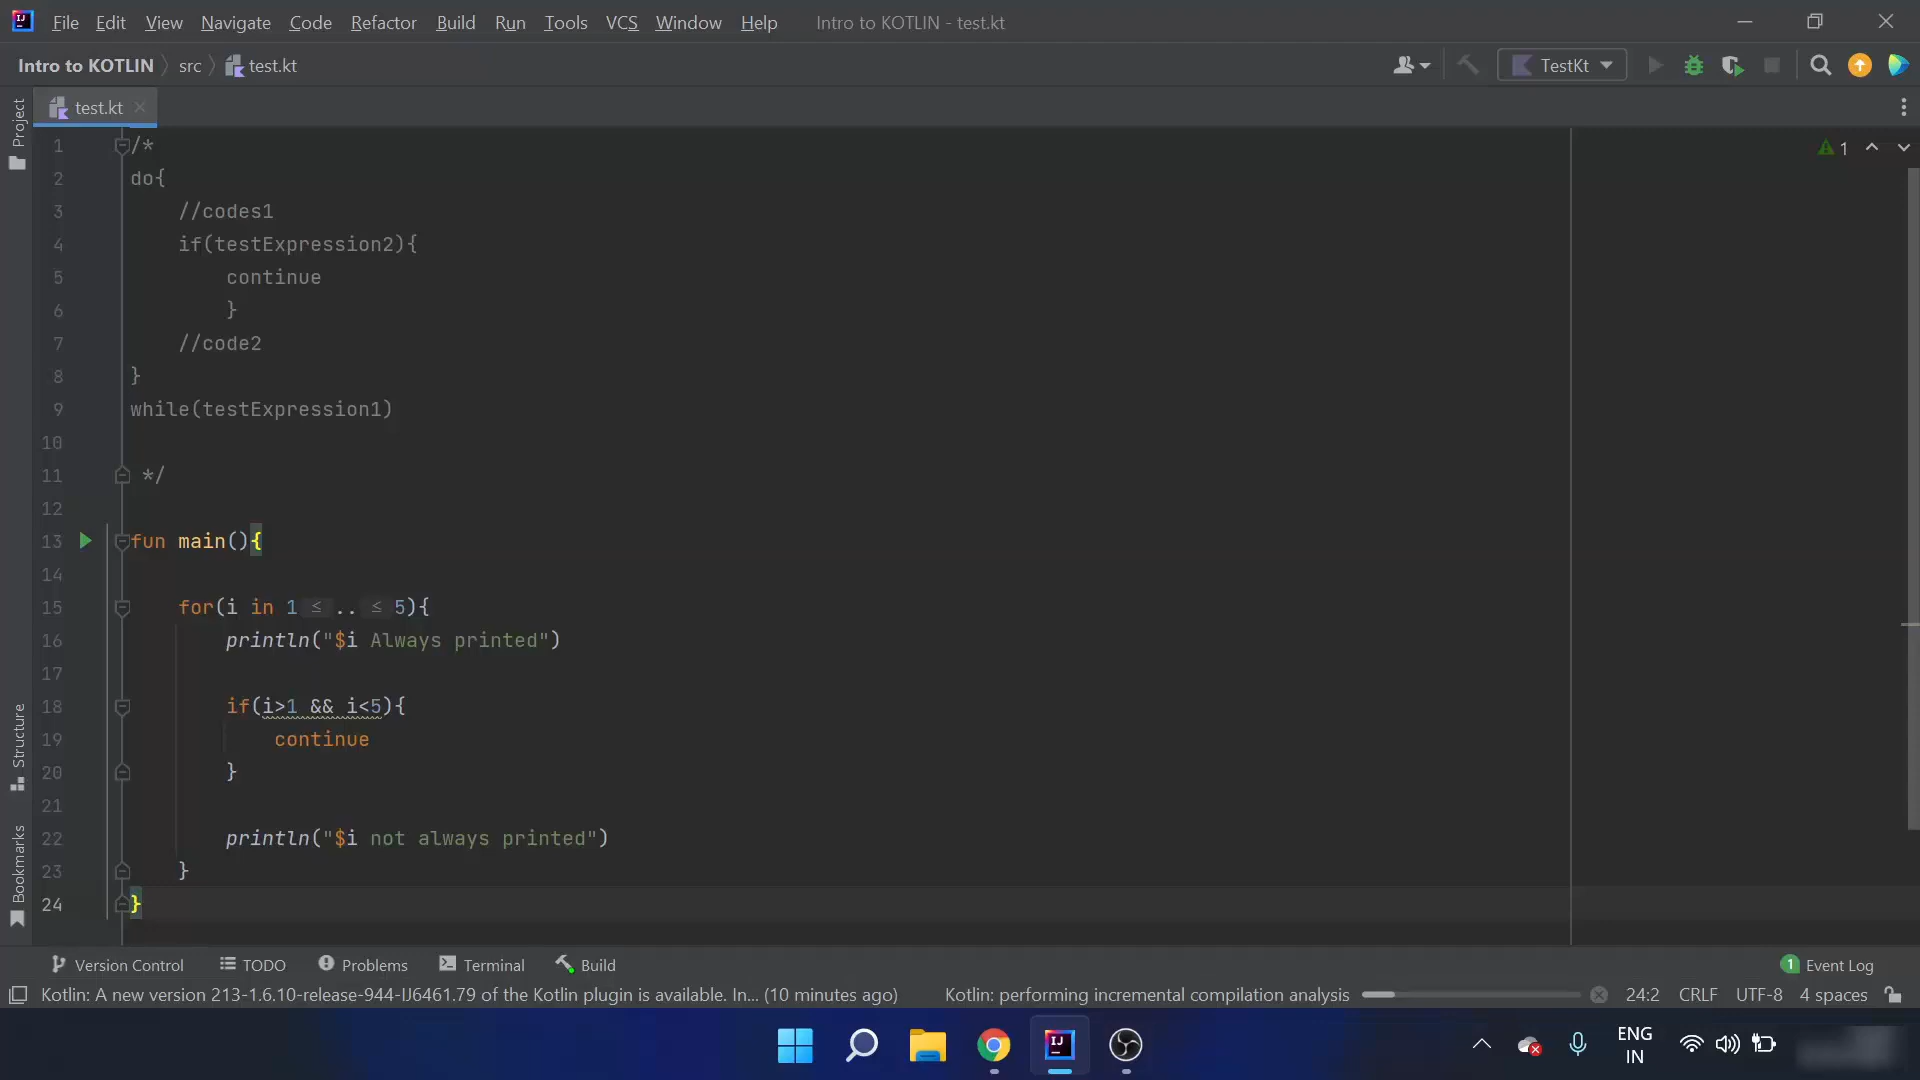 File Edit View Navigate Code Refactor Build Run Tools VCS Window Help Intro to KOTLIN - test.kt
Intro to KOTLIN src test.kt TestKt
test.kt
Project
1 /*
2 do{
3 //codes1
4 if(testExpression2){
5 continue
6 }
7 //code2
8 }
9 while(testExpression1)
10
11 */
12
13 fun main(){
14
15 for(i in 1 ≤ .. ≤ 5){
16 println("$i Always printed")
17
18 if(i>1 && i<5){
19 continue
20 }
21
22 println("$i not always printed")
23 }
24 }
1
Structure
Bookmarks
Version Control TODO Problems Terminal Build 1 Event Log
Kotlin: A new version 213-1.6.10-release-944-IJ6461.79 of the Kotlin plugin is available. In... (10 minutes ago) Kotlin: performing incremental compilation analysis 24:2 CRLF UTF-8 4 spaces
IJ
ENG
IN